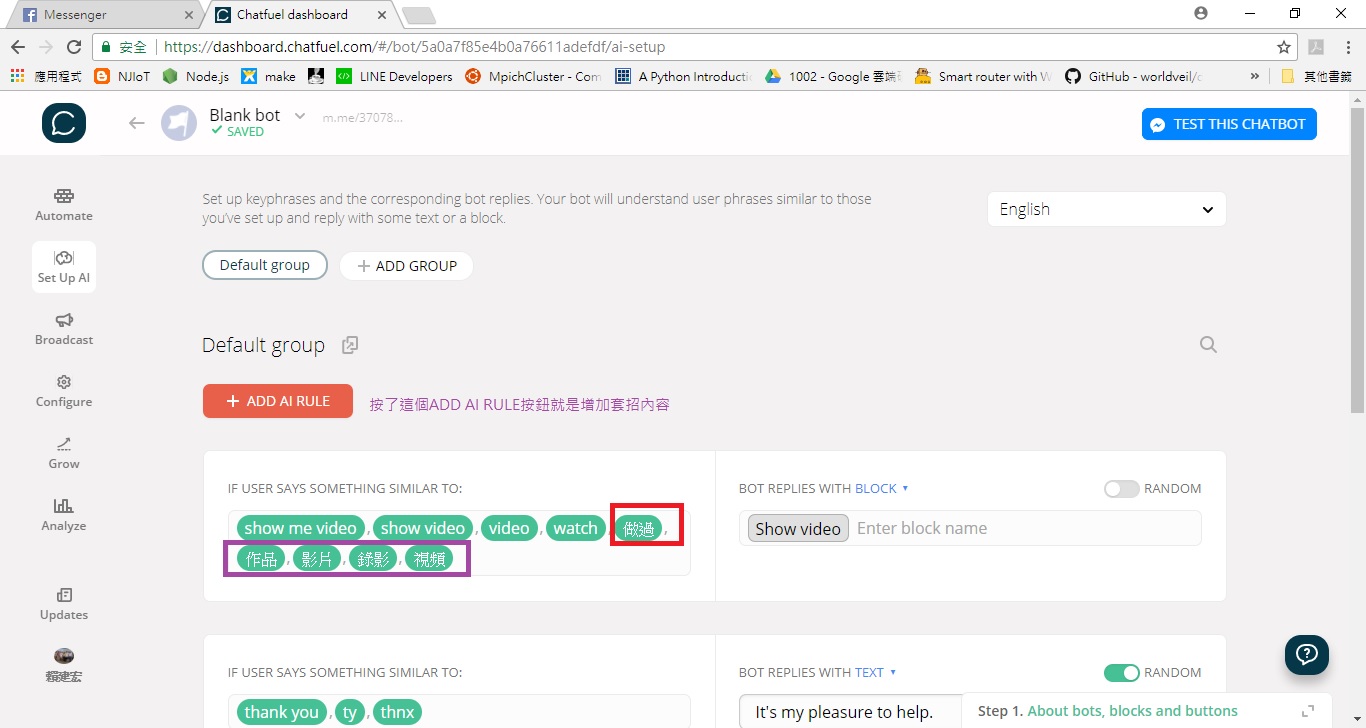 Messenger
Chatfuel dashboard
安全 https://dashboard.chatfuel.com/#/bot/5a0a7f85e4b0a76611adefdf/ai-setup
應用程式 NJIoT Node.js make LINE Developers MpichCluster - Com A Python Introductio 1002 - Google 雲端 Smart router with W GitHub - worldveil/d » 其他書籤
Blank bot m.me/37078...
SAVED
TEST THIS CHATBOT
Automate
Set Up AI
Broadcast
Configure
Grow
Analyze
Updates
賴建宏
Set up keyphrases and the corresponding bot replies. Your bot will understand user phrases similar to those
you've set up and reply with some text or a block.
English
Default group + ADD GROUP
Default group
+ ADD AI RULE 按了這個ADD AI RULE按鈕就是增加套招內容
IF USER SAYS SOMETHING SIMILAR TO:
show me video, show video, video, watch, 做過,
作品, 影片, 錄影, 視頻
BOT REPLIES WITH BLOCK RANDOM
Show video Enter block name
IF USER SAYS SOMETHING SIMILAR TO:
thank you, ty, thnx
BOT REPLIES WITH TEXT RANDOM
It's my pleasure to help.
Step 1. About bots, blocks and buttons